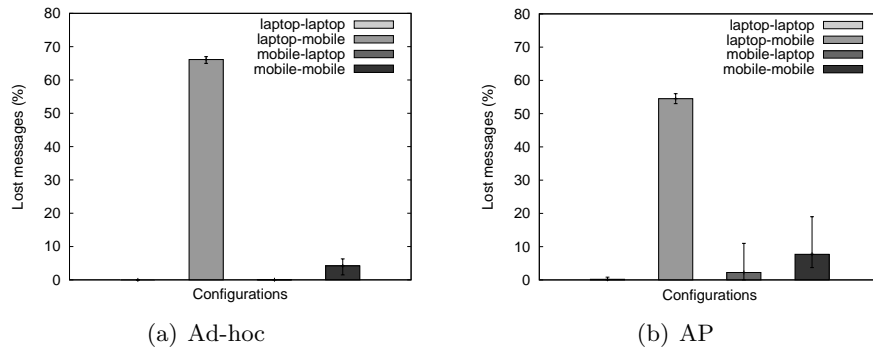 80
70
60
50
40
30
20
10
0
Lost messages (%)
laptop-laptop
laptop-mobile
mobile-laptop
mobile-mobile
Configurations
(a) Ad-hoc
80
70
60
50
40
30
20
10
0
Lost messages (%)
laptop-laptop
laptop-mobile
mobile-laptop
mobile-mobile
Configurations
(b) AP